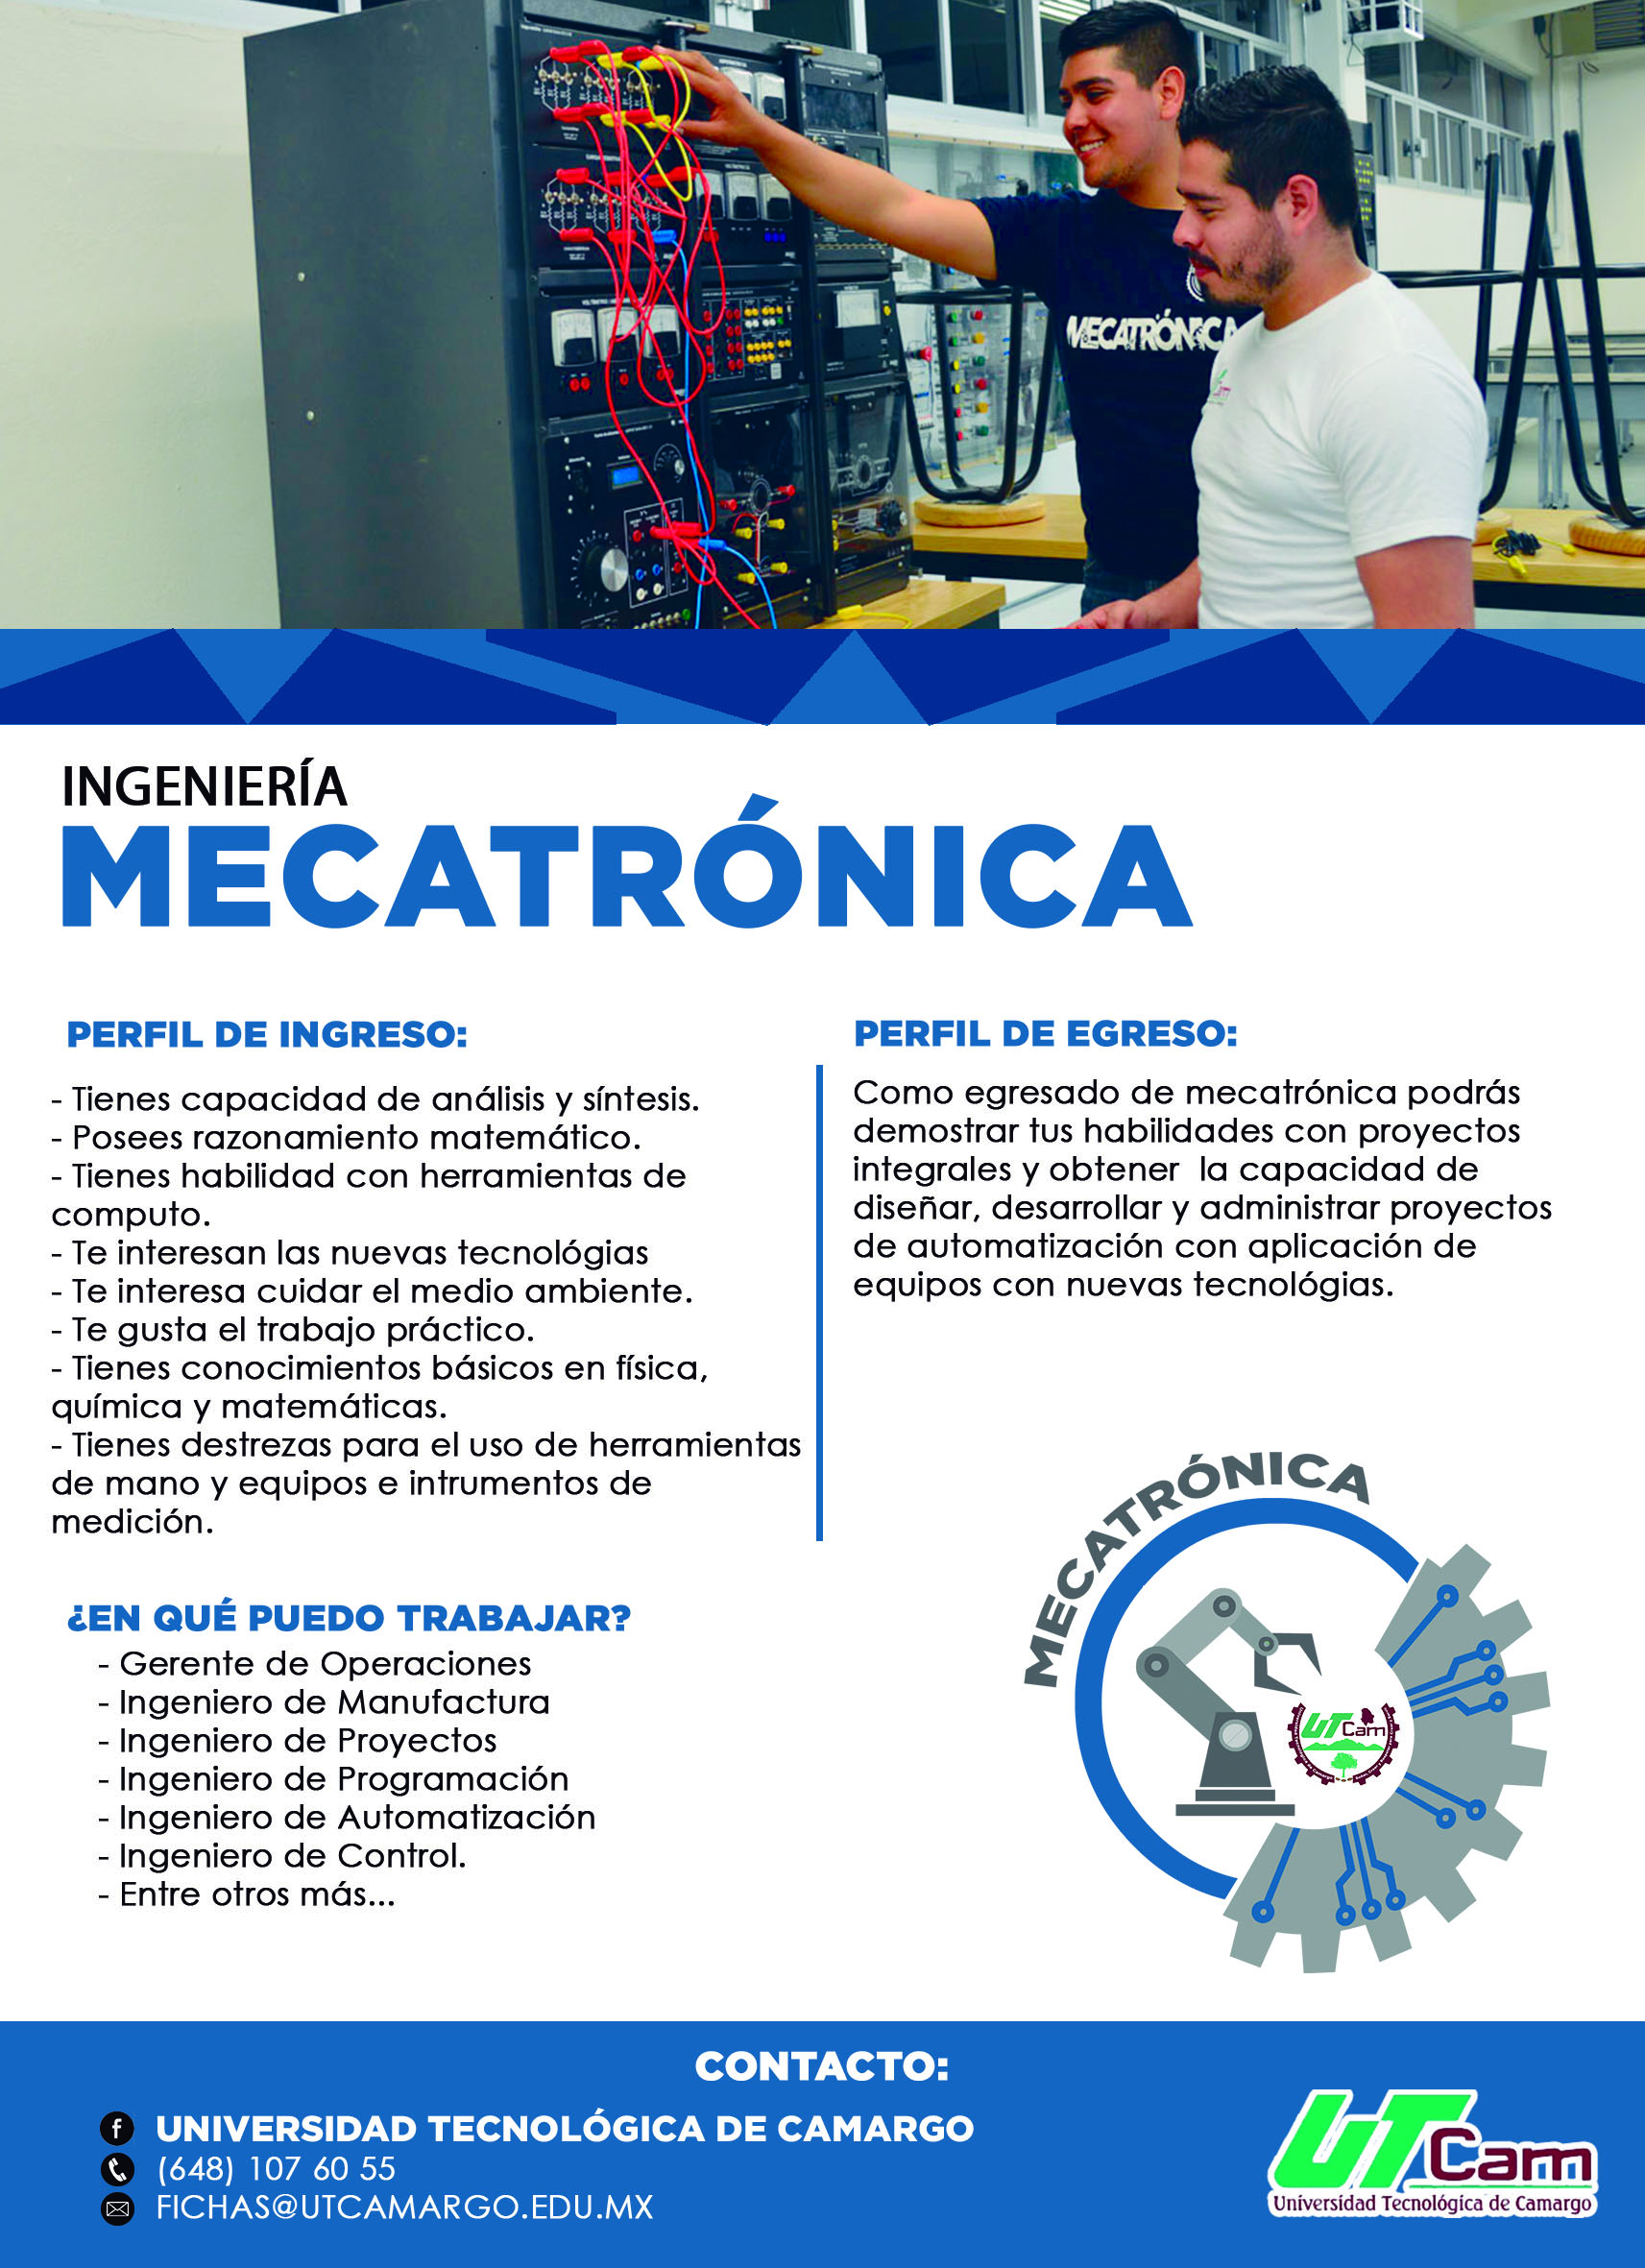 MECATRÓNICA
UTCam
INGENIERÍA
MECATRÓNICA
PERFIL DE INGRESO:
- Tienes capacidad de análisis y síntesis.
- Posees razonamiento matemático.
- Tienes habilidad con herramientas de
computo.
- Te interesan las nuevas tecnológias
- Te interesa cuidar el medio ambiente.
- Te gusta el trabajo práctico.
- Tienes conocimientos básicos en física,
química y matemáticas.
- Tienes destrezas para el uso de herramientas
de mano y equipos e intrumentos de
medición.
PERFIL DE EGRESO:
Como egresado de mecatrónica podrás
demostrar tus habilidades con proyectos
integrales y obtener  la capacidad de
diseñar, desarrollar y administrar proyectos
de automatización con aplicación de
equipos con nuevas tecnológias.
¿EN QUÉ PUEDO TRABAJAR?
- Gerente de Operaciones
- Ingeniero de Manufactura
- Ingeniero de Proyectos
- Ingeniero de Programación
- Ingeniero de Automatización
- Ingeniero de Control.
- Entre otros más...
MECATRÓNICA
UTCam
CONTACTO:
UNIVERSIDAD TECNOLÓGICA DE CAMARGO
(648) 107 60 55
FICHAS@UTCAMARGO.EDU.MX
UTCam
Universidad Tecnológica de Camargo